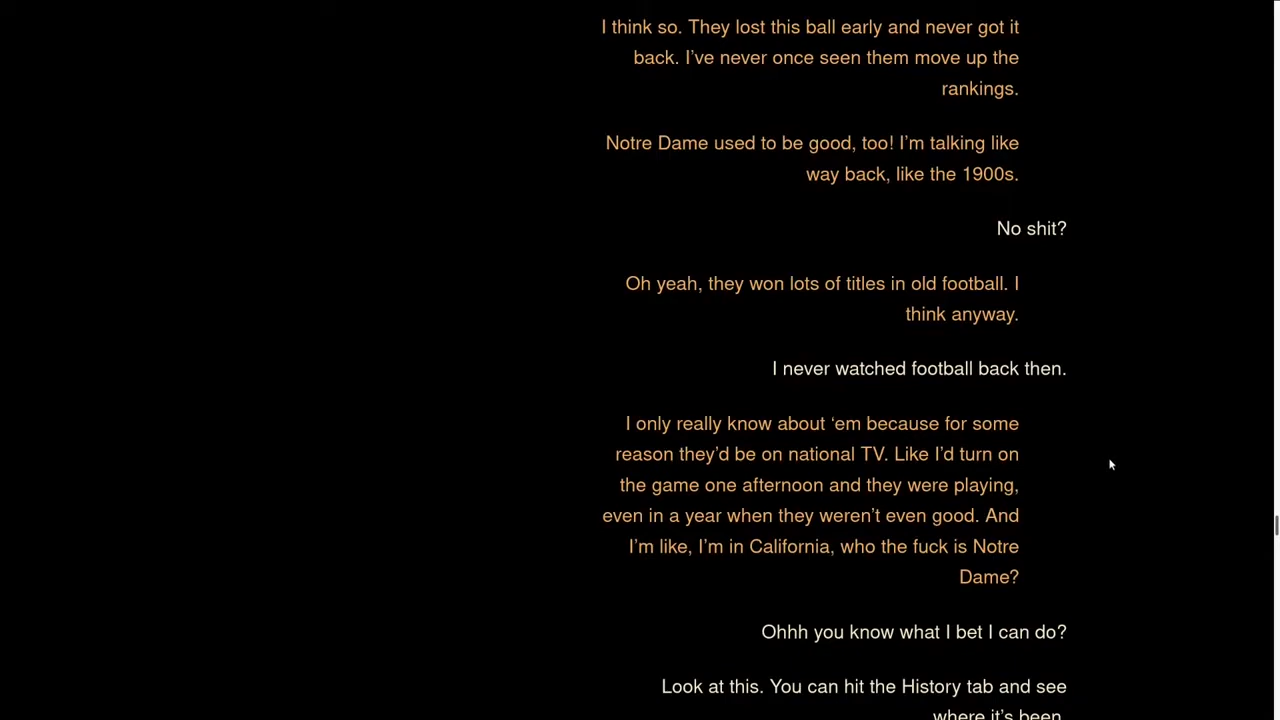 I think so. They lost this ball early and never got it
back. I’ve never once seen them move up the
rankings.
Notre Dame used to be good, too! I’m talking like
way back, like the 1900s.
No shit?
Oh yeah, they won lots of titles in old football. I
think anyway.
I never watched football back then.
I only really know about ‘em because for some
reason they’d be on national TV. Like I’d turn on
the game one afternoon and they were playing,
even in a year when they weren’t even good. And
I’m like, I’m in California, who the fuck is Notre
Dame?
Ohhh you know what I bet I can do?
Look at this. You can hit the History tab and see
where it’s been.